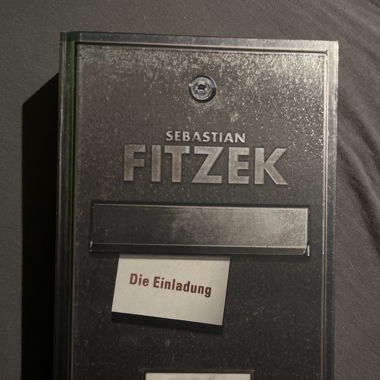 SEBASTIAN
FITZEK
Die Einladung